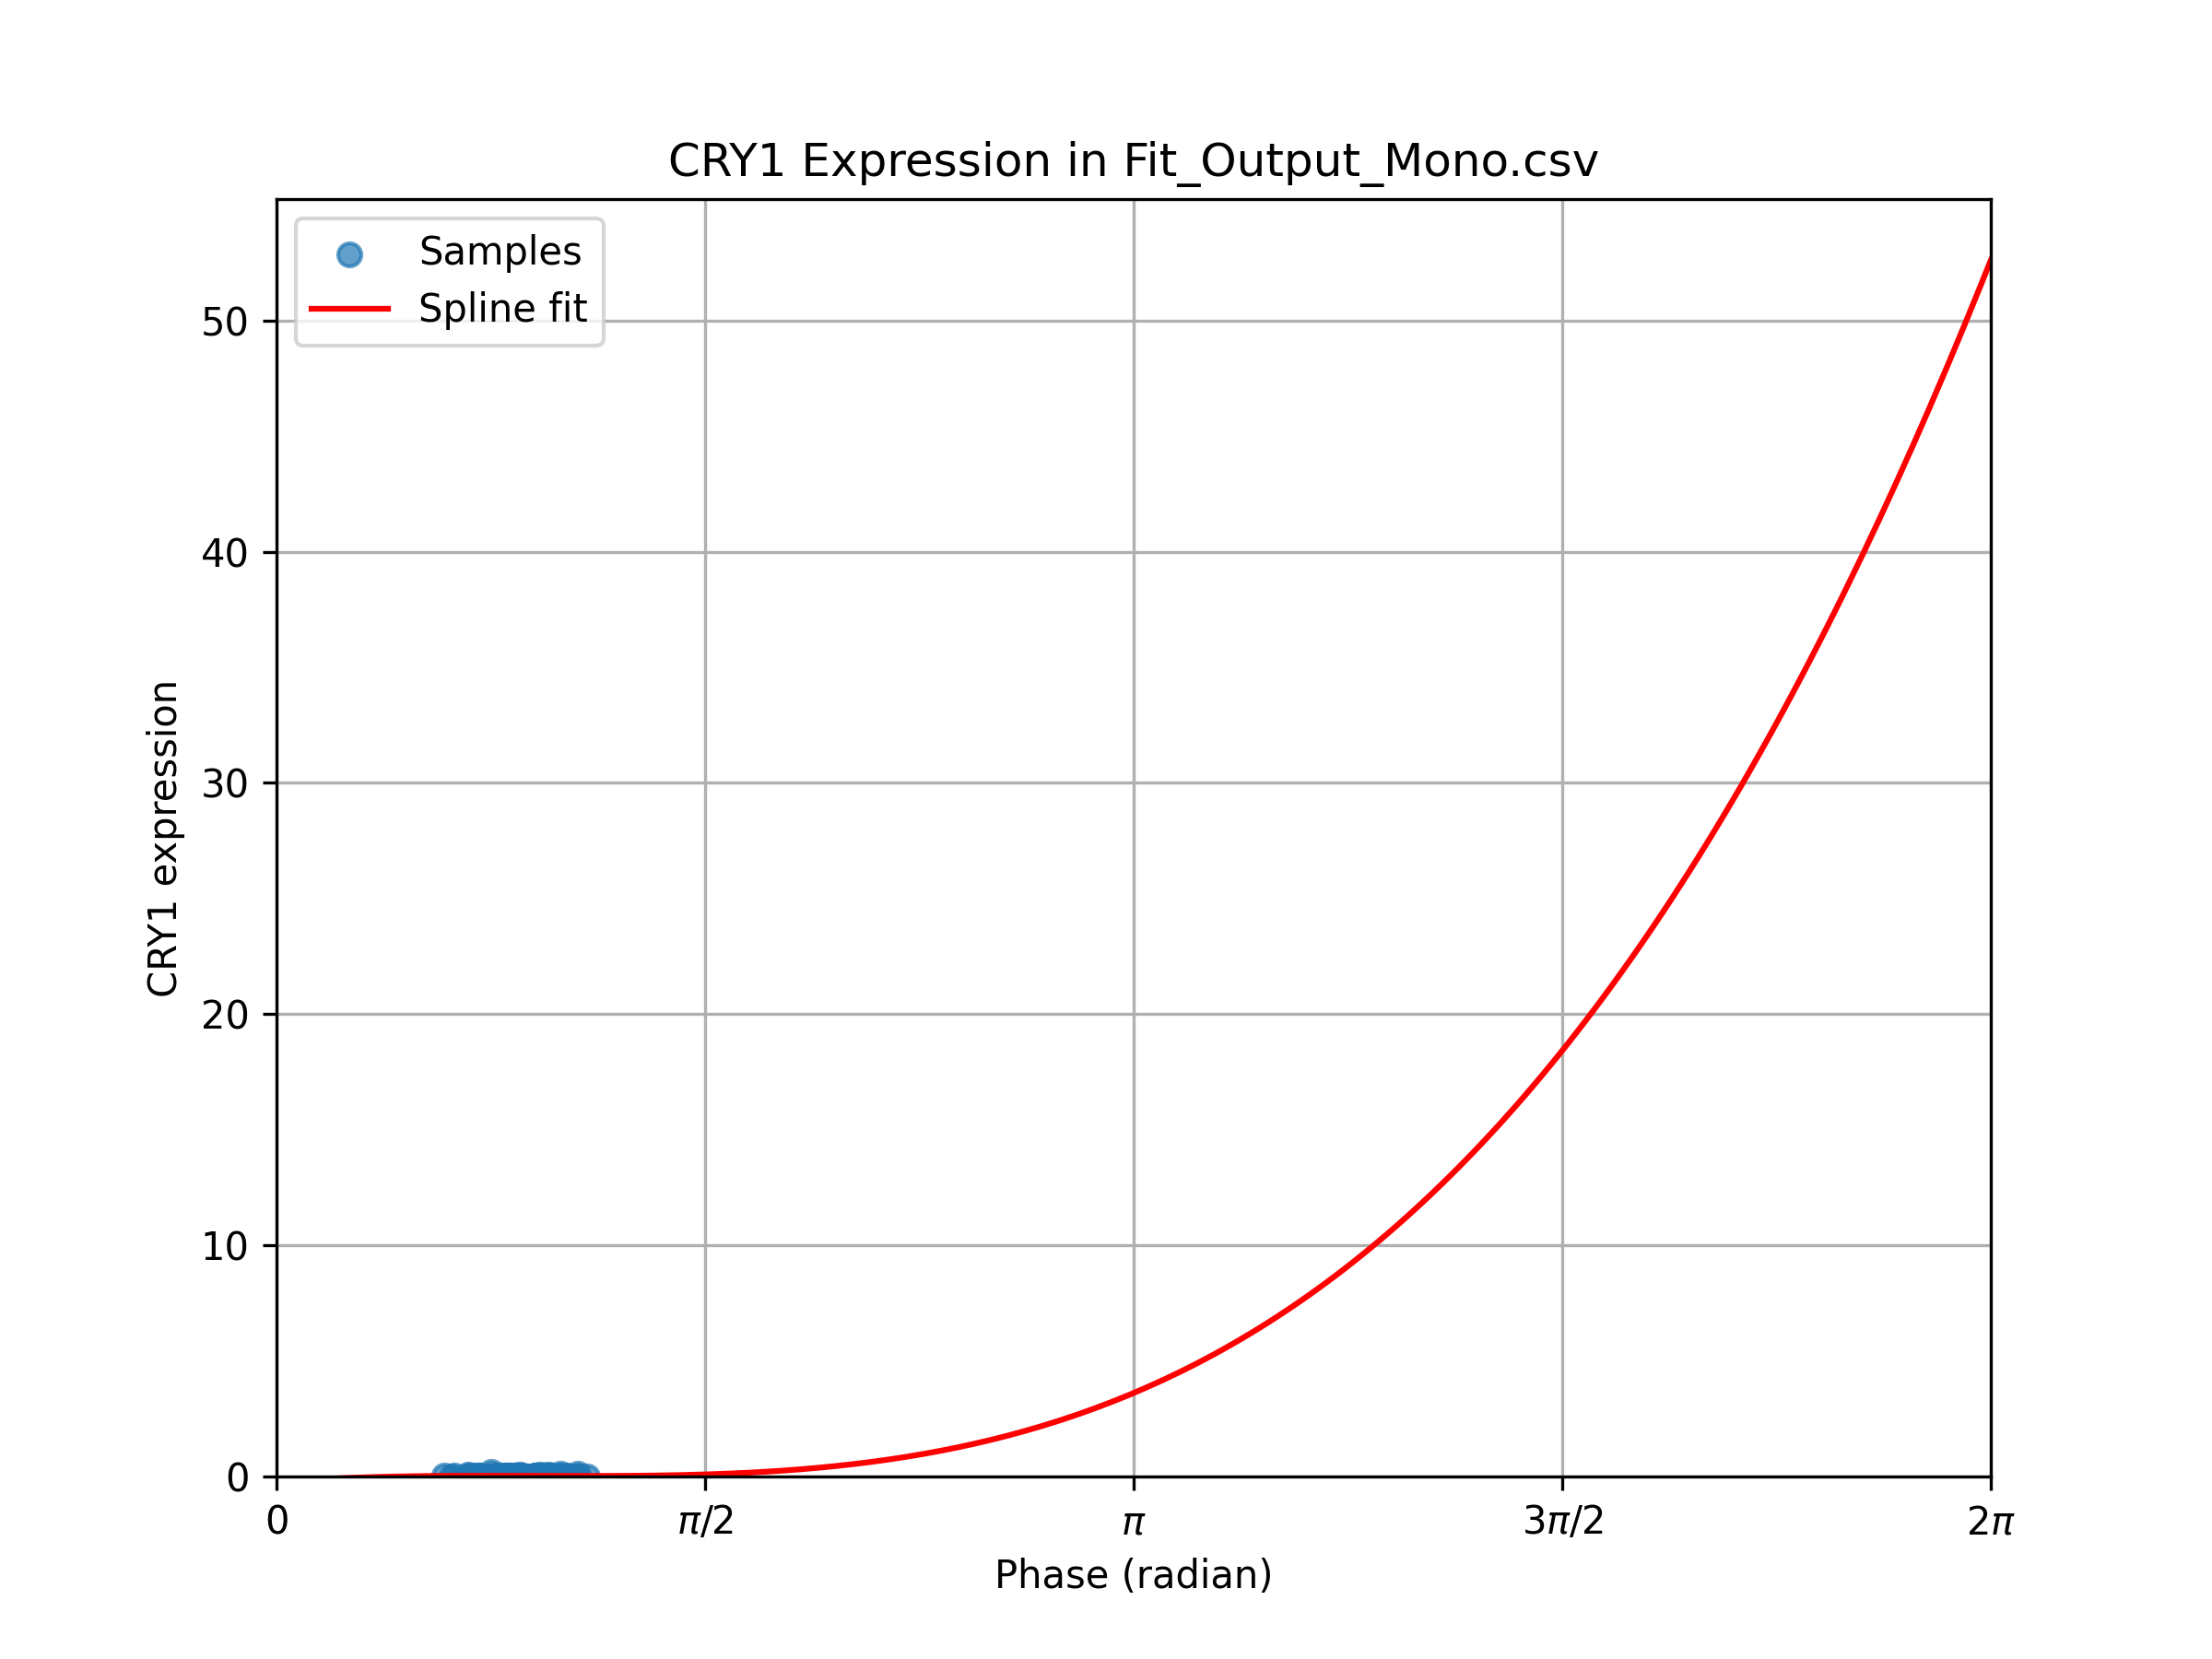 CRY1 Expression in Fit_Output_Mono.csv
Samples
Spline fit
50
40
30
20
10
0
CRY1 expression
0 π/2 π 3π/2 2π
Phase (radian)